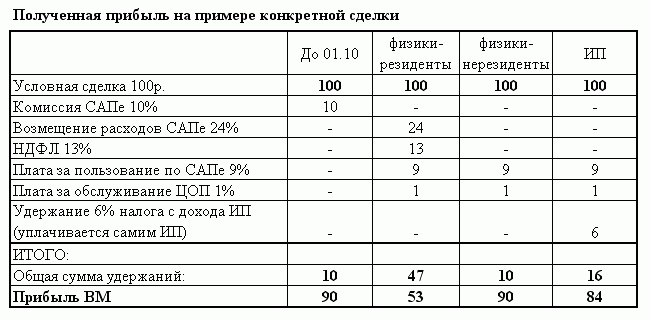 Полученная прибыль на примере конкретной сделки
До 01.10 физики-резиденты физики-нерезиденты ИП
Условная сделка 100р. 100 100 100 100
Комиссия САПе 10% 10 - - -
Возмещение расходов САПе 24% - 24 - -
НДФЛ 13% - 13 - -
Плата за пользование по САПе 9% - 9 9 9
Плата за обслуживание ЦОП 1% - 1 1 1
Удержание 6% налога с дохода ИП
(уплачивается самим ИП) - - - 6
ИТОГО:
Общая сумма удержаний: 10 47 10 16
Прибыль ВМ 90 53 90 84